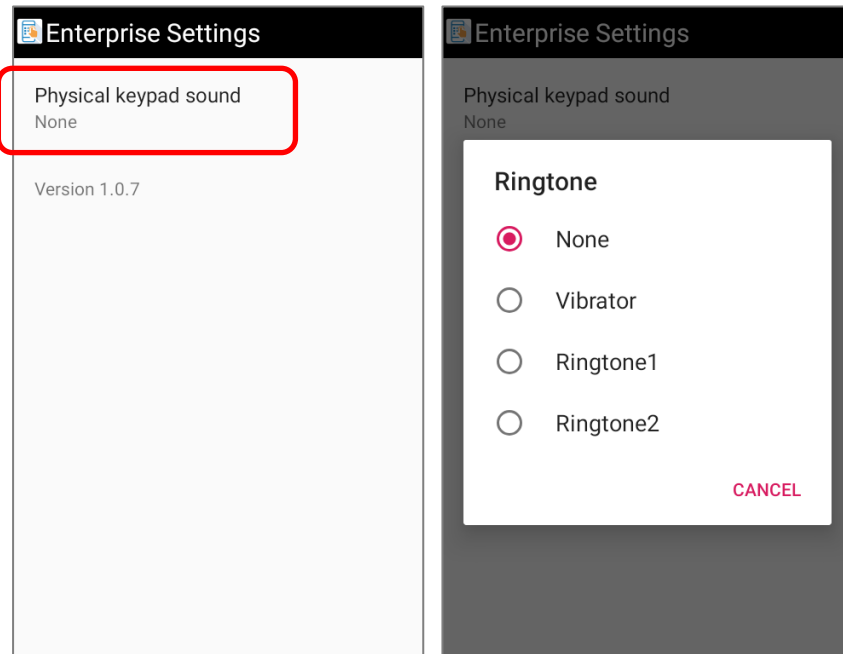 Enterprise Settings
Physical keypad sound
None
Version 1.0.7
Enterprise Settings
Physical keypad sound
None
Ringtone
None
Vibrator
Ringtone1
Ringtone2
CANCEL